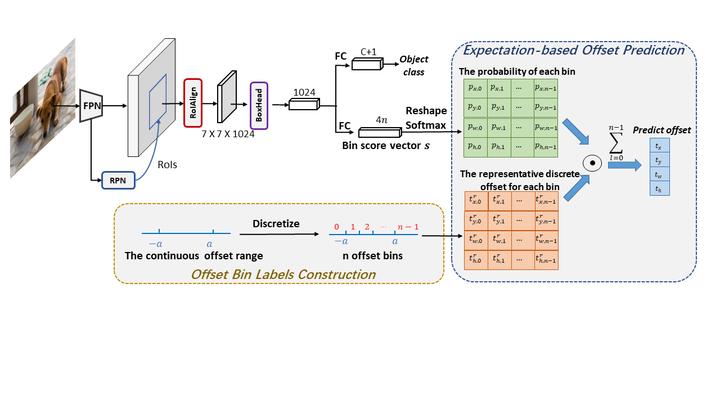 FPN
RPN
RoIs
RoIAlign
7 X 7 X 1024
BoxHead
1024
FC
C+1
Object
class
FC
4n
Bin score vector s
Reshape
Softmax
Expectation-based Offset Prediction
The probability of each bin
p_{x,0} p_{x,1} ... p_{x,n−1}
p_{y,0} p_{y,1} ... p_{y,n−1}
p_{w,0} p_{w,1} ... p_{w,n−1}
p_{h,0} p_{h,1} ... p_{h,n−1}
The representative discrete
offset for each bin
t^r_{x,0} t^r_{x,1} ... t^r_{x,n−1}
t^r_{y,0} t^r_{y,1} ... t^r_{y,n−1}
t^r_{w,0} t^r_{w,1} ... t^r_{w,n−1}
t^r_{h,0} t^r_{h,1} ... t^r_{h,n−1}
n−1
∑
l=0
Predict offset
t_x
t_y
t_w
t_h
−a a
The continuous offset range
Discretize
0 1 2 ... n − 1
−a a
n offset bins
Offset Bin Labels Construction